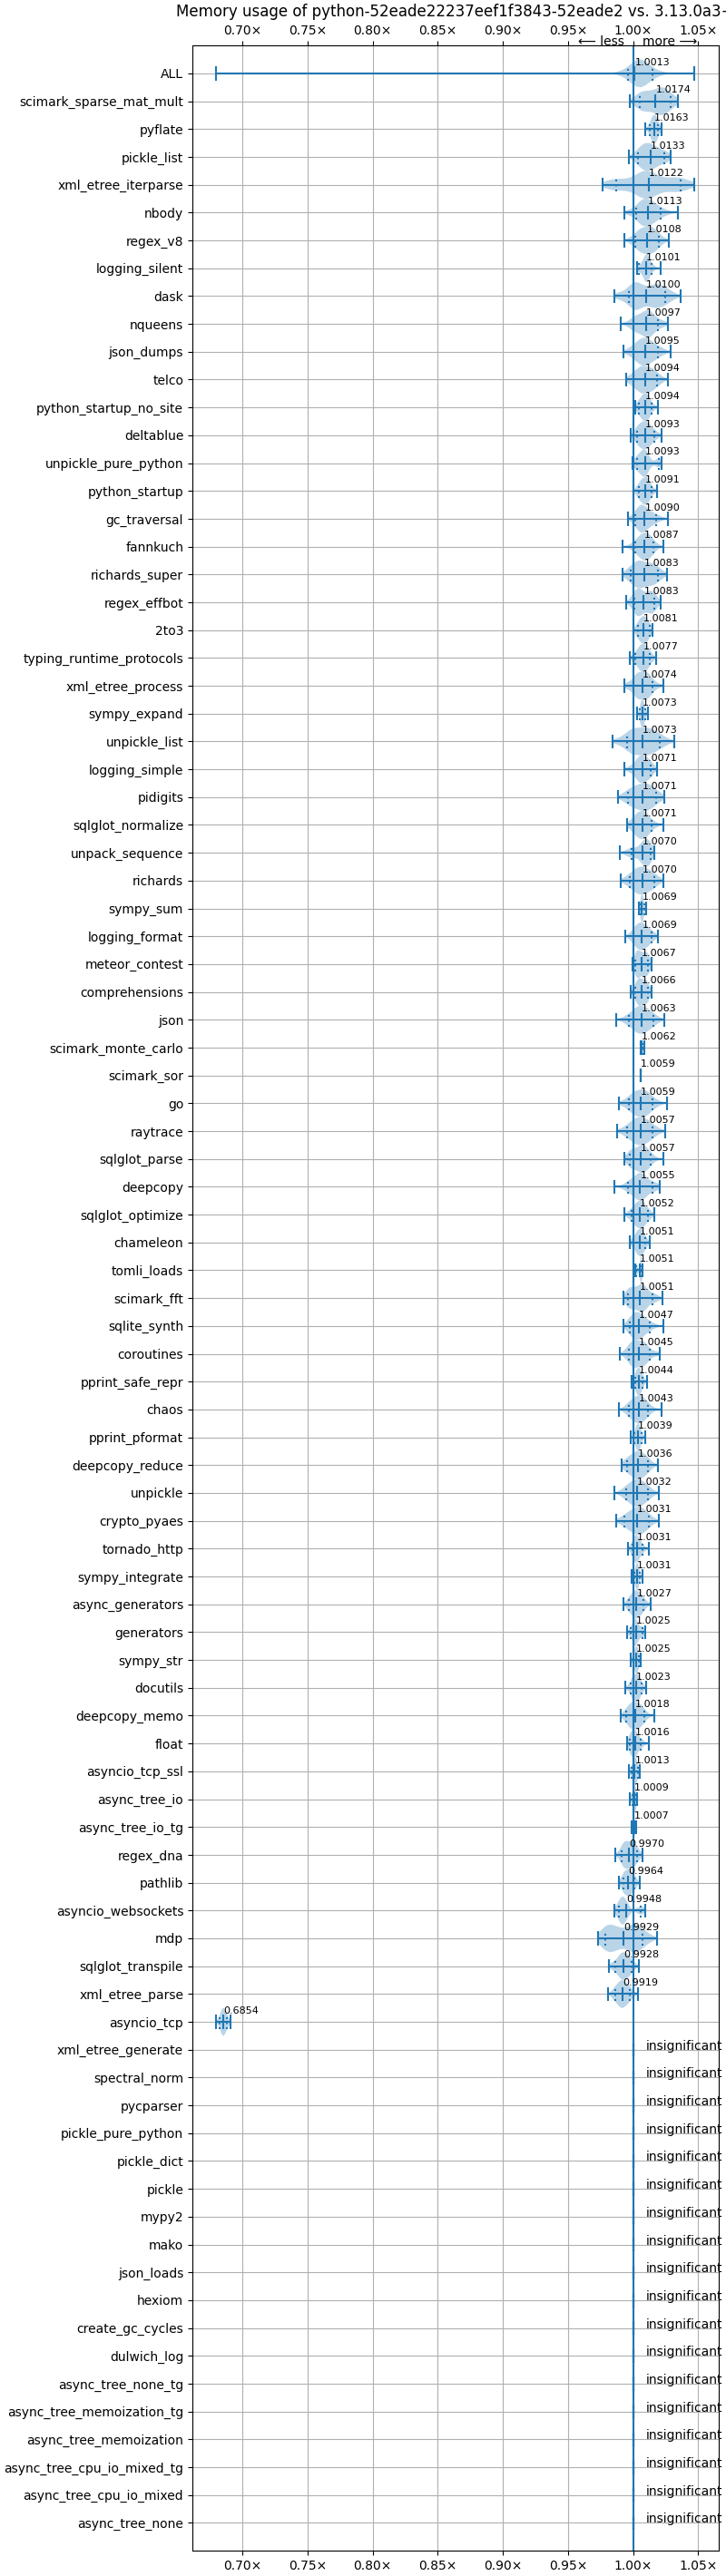 Memory usage of python-52eade22237eef1f3843-52eade2 vs. 3.13.0a3-
0.70× 0.75× 0.80× 0.85× 0.90× 0.95× 1.00× 1.05×
⟵ less more ⟶
ALL 1.0013
scimark_sparse_mat_mult 1.0174
pyflate 1.0163
pickle_list 1.0133
xml_etree_iterparse 1.0122
nbody 1.0113
regex_v8 1.0108
logging_silent 1.0101
dask 1.0100
nqueens 1.0097
json_dumps 1.0095
telco 1.0094
python_startup_no_site 1.0094
deltablue 1.0093
unpickle_pure_python 1.0093
python_startup 1.0091
gc_traversal 1.0090
fannkuch 1.0087
richards_super 1.0083
regex_effbot 1.0083
2to3 1.0081
typing_runtime_protocols 1.0077
xml_etree_process 1.0074
sympy_expand 1.0073
unpickle_list 1.0073
logging_simple 1.0071
pidigits 1.0071
sqlglot_normalize 1.0071
unpack_sequence 1.0070
richards 1.0070
sympy_sum 1.0069
logging_format 1.0069
meteor_contest 1.0067
comprehensions 1.0066
json 1.0063
scimark_monte_carlo 1.0062
scimark_sor 1.0059
go 1.0059
raytrace 1.0057
sqlglot_parse 1.0057
deepcopy 1.0055
sqlglot_optimize 1.0052
chameleon 1.0051
tomli_loads 1.0051
scimark_fft 1.0051
sqlite_synth 1.0047
coroutines 1.0045
pprint_safe_repr 1.0044
chaos 1.0043
pprint_pformat 1.0039
deepcopy_reduce 1.0036
unpickle 1.0032
crypto_pyaes 1.0031
tornado_http 1.0031
sympy_integrate 1.0031
async_generators 1.0027
generators 1.0025
sympy_str 1.0025
docutils 1.0023
deepcopy_memo 1.0018
float 1.0016
asyncio_tcp_ssl 1.0013
async_tree_io 1.0009
async_tree_io_tg 1.0007
regex_dna 0.9970
pathlib 0.9964
asyncio_websockets 0.9948
mdp 0.9929
sqlglot_transpile 0.9928
xml_etree_parse 0.9919
asyncio_tcp 0.6854
xml_etree_generate insignificant
spectral_norm insignificant
pycparser insignificant
pickle_pure_python insignificant
pickle_dict insignificant
pickle insignificant
mypy2 insignificant
mako insignificant
json_loads insignificant
hexiom insignificant
create_gc_cycles insignificant
dulwich_log insignificant
async_tree_none_tg insignificant
async_tree_memoization_tg insignificant
async_tree_memoization insignificant
async_tree_cpu_io_mixed_tg insignificant
async_tree_cpu_io_mixed insignificant
async_tree_none insignificant
0.70× 0.75× 0.80× 0.85× 0.90× 0.95× 1.00× 1.05×